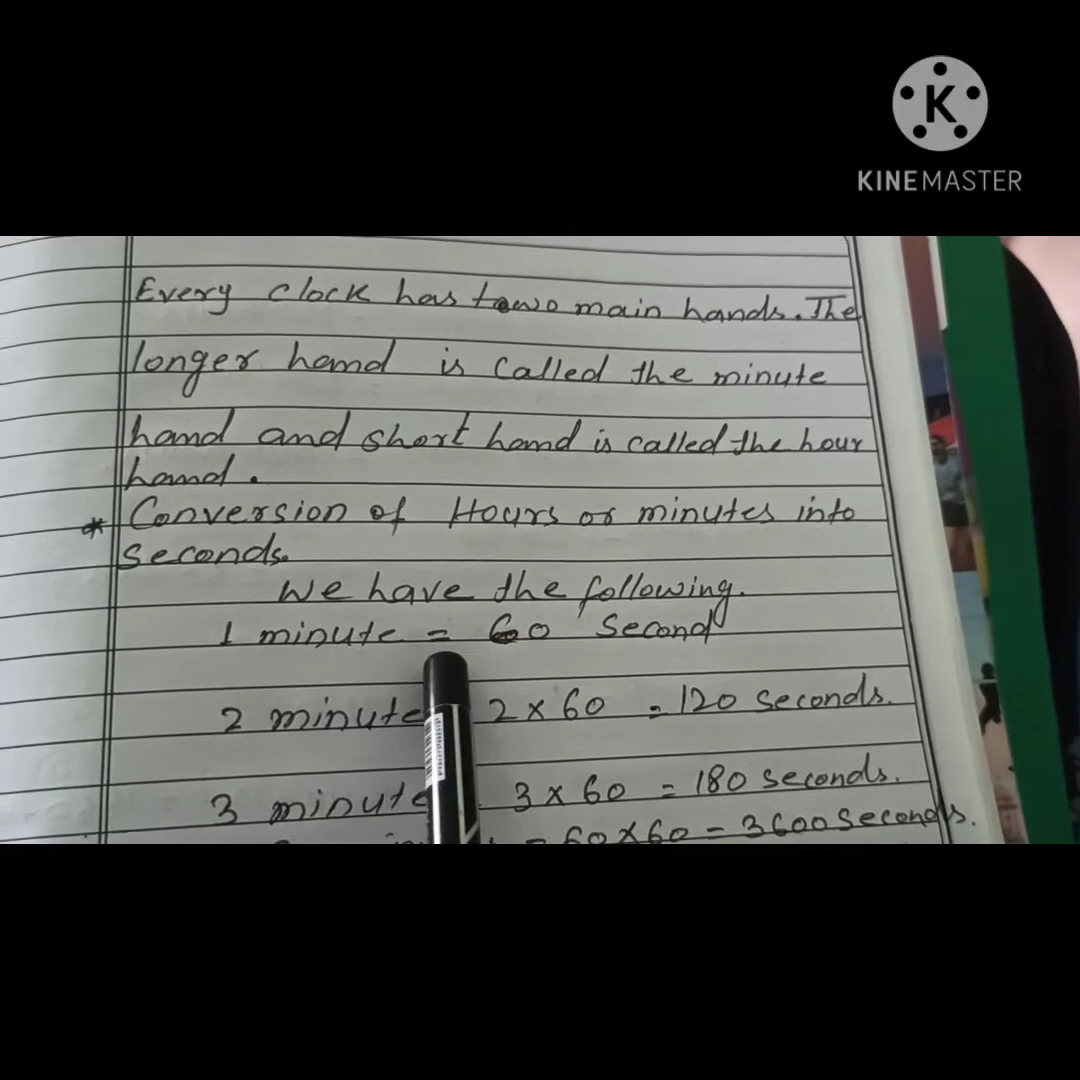 K
KINEMASTER
Every clock has two main hands. The
longer hand is called the minute
hand and short hand is called the hour
hand.
* Conversion of Hours or minutes into
seconds.
We have the following.
1 minute = 60 Second
2 minute 2 x 60 = 120 seconds.
3 minute 3 x 60 = 180 seconds.
= 60 x 60 = 3600 seconds.